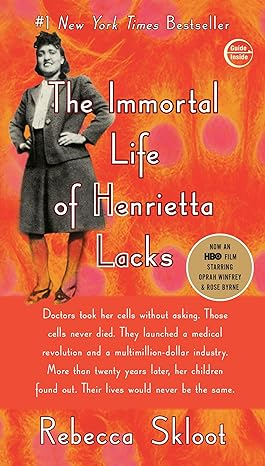 #1 New York Times Bestseller
Guide
Inside
The Immortal
Life
of Henrietta
Lacks
NOW AN
HBO FILM
STARRING
OPRAH WINFREY
& ROSE BYRNE
Doctors took her cells without asking. Those
cells never died. They launched a medical
revolution and a multimillion-dollar industry.
More than twenty years later, her children
found out. Their lives would never be the same.
Rebecca Skloot